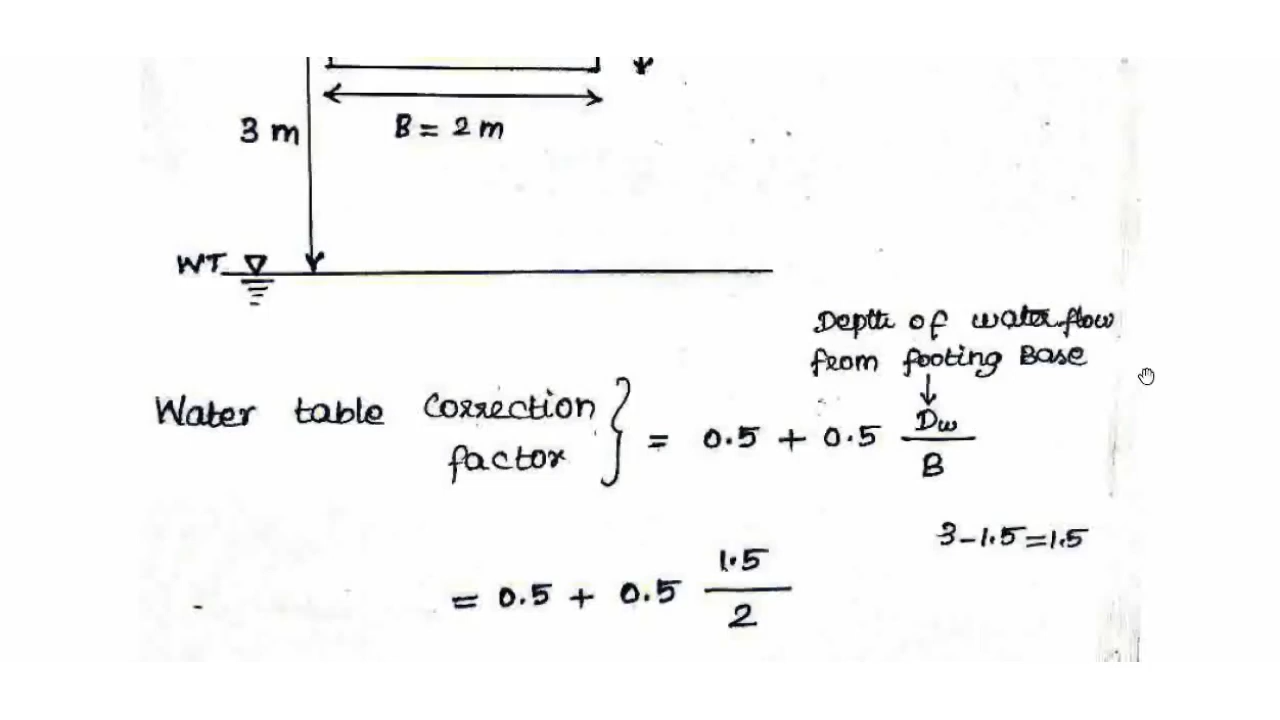 3 m
B = 2 m
WT
Depth of water flow
from footing Base
Water table correction factor } = 0.5 + 0.5 Dw/B
3-1.5=1.5
= 0.5 + 0.5 1.5/2